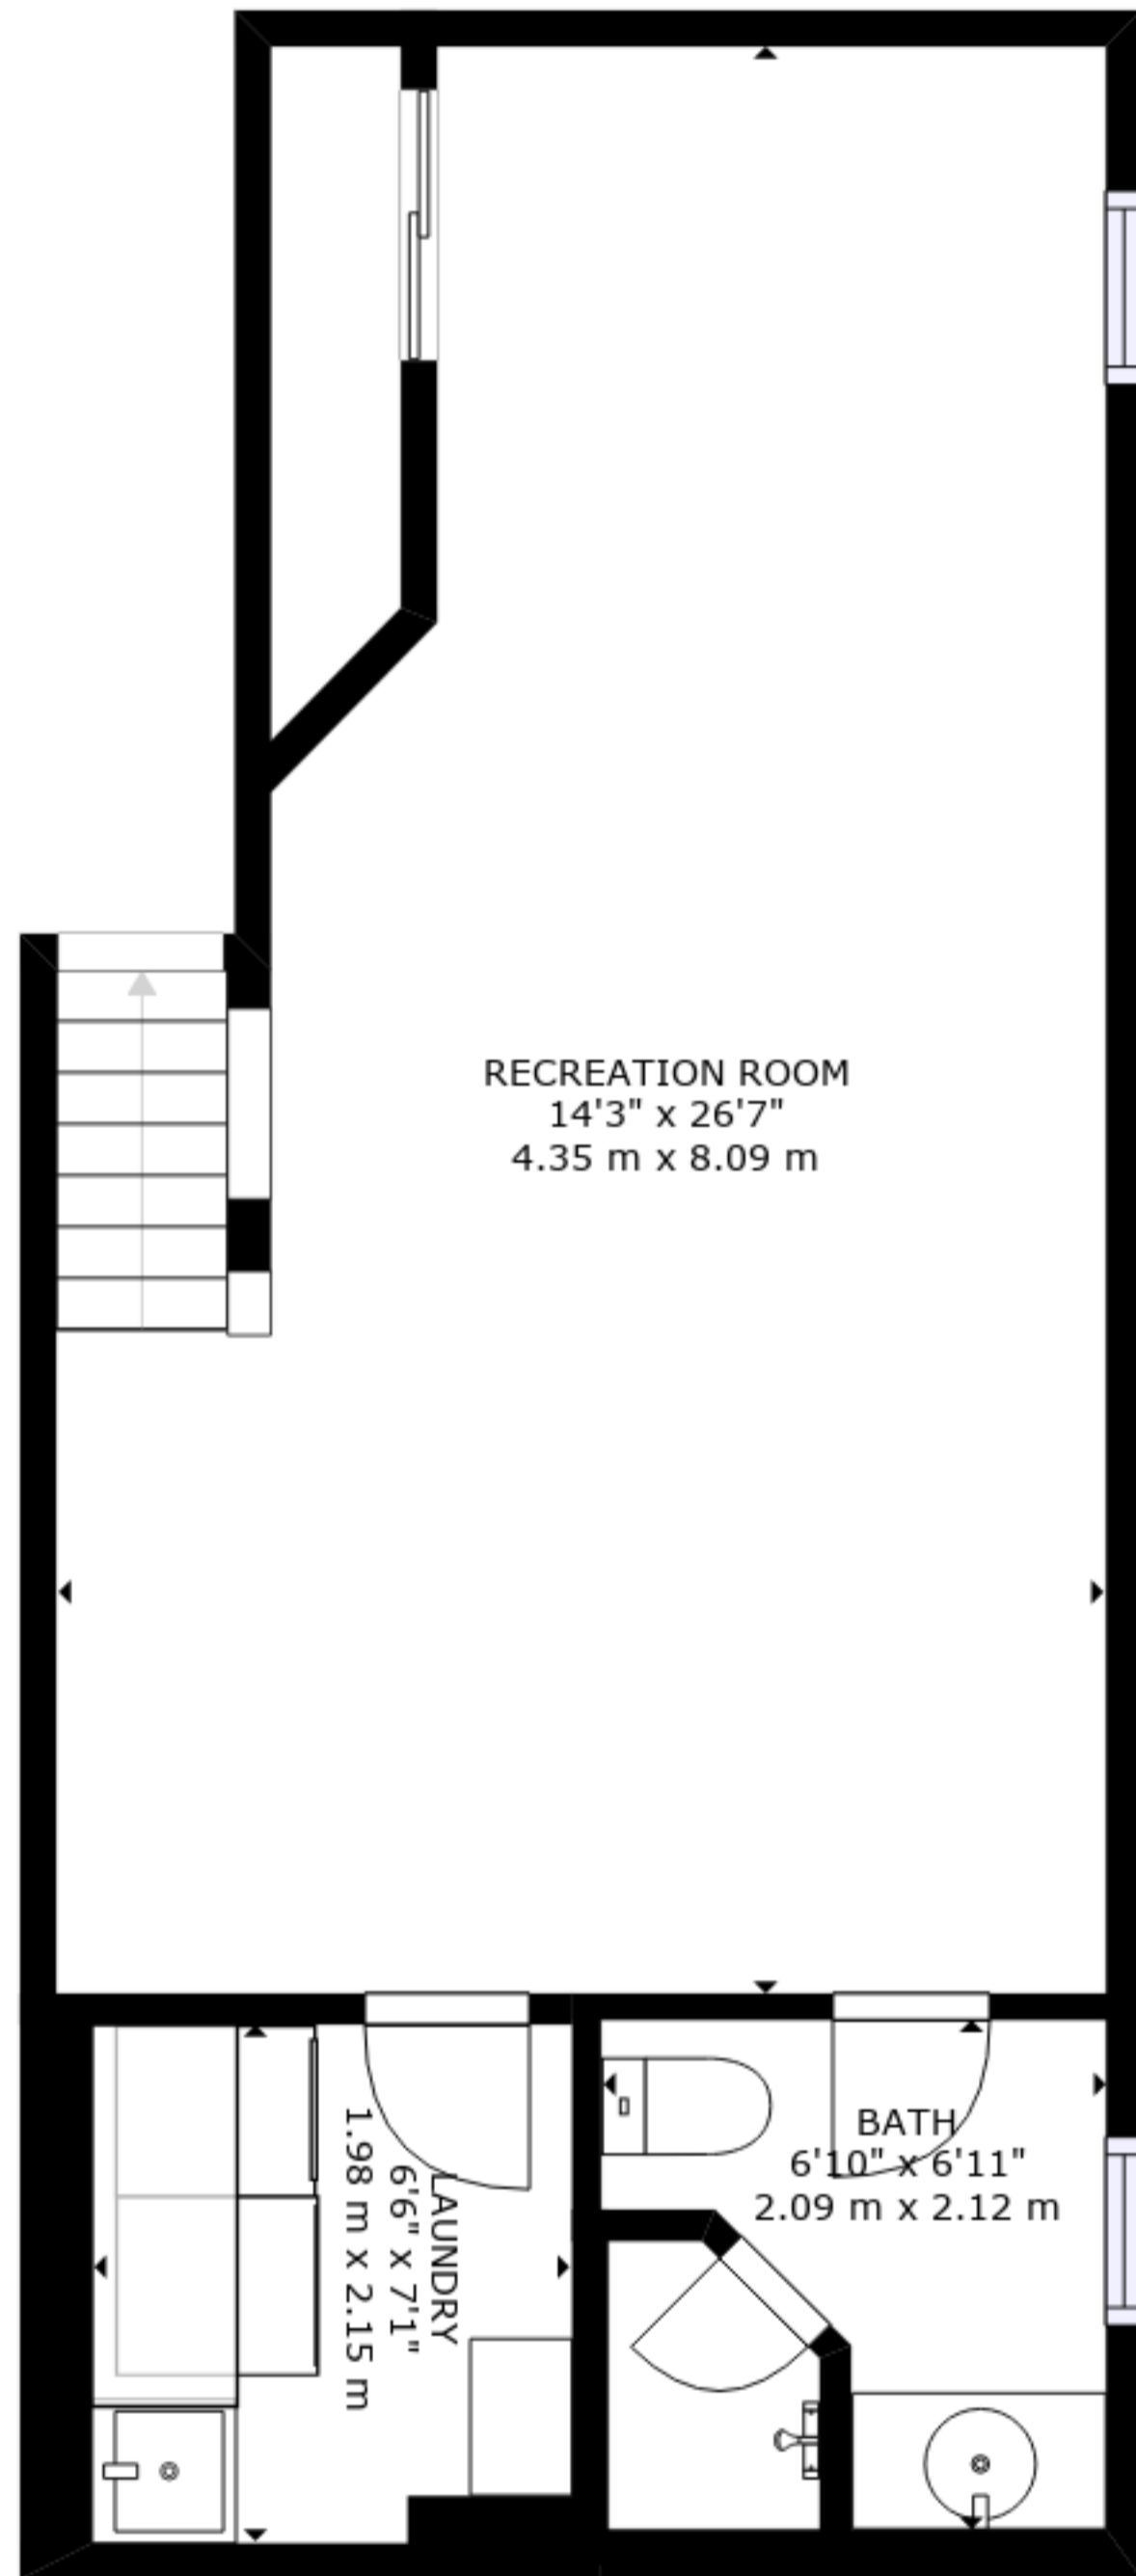 RECREATION ROOM
14'3" x 26'7"
4.35 m x 8.09 m
BATH
6'10" x 6'11"
2.09 m x 2.12 m
LAUNDRY
6'6" x 7'1"
1.98 m x 2.15 m